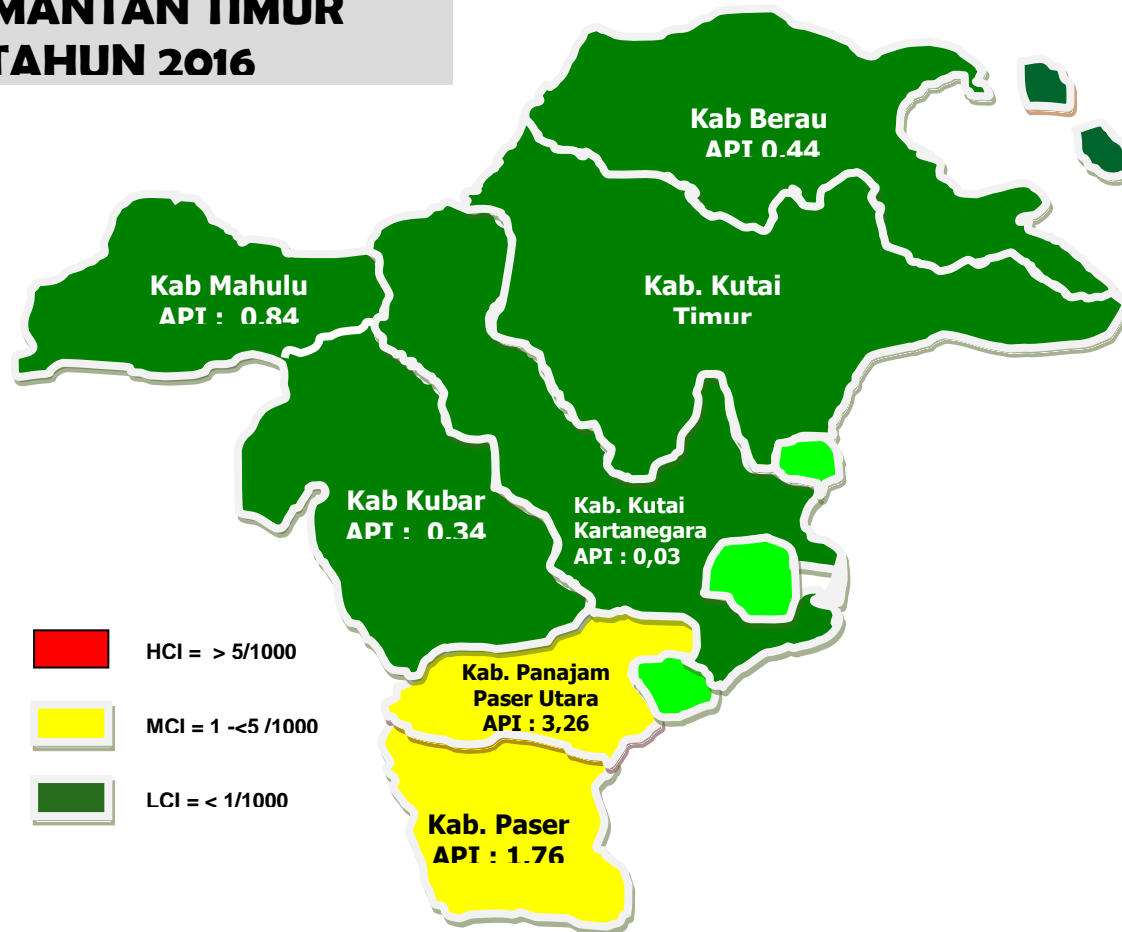 MANTAN TIMUR
TAHUN 2016
Kab Berau
API 0.44
Kab Mahulu
API : 0.84
Kab. Kutai
Timur
Kab Kubar
API : 0.34
Kab. Kutai
Kartanegara
API : 0,03
HCI = > 5/1000
MCI = 1 -<5 /1000
LCI = < 1/1000
Kab. Panajam
Paser Utara
API : 3,26
Kab. Paser
API : 1.76